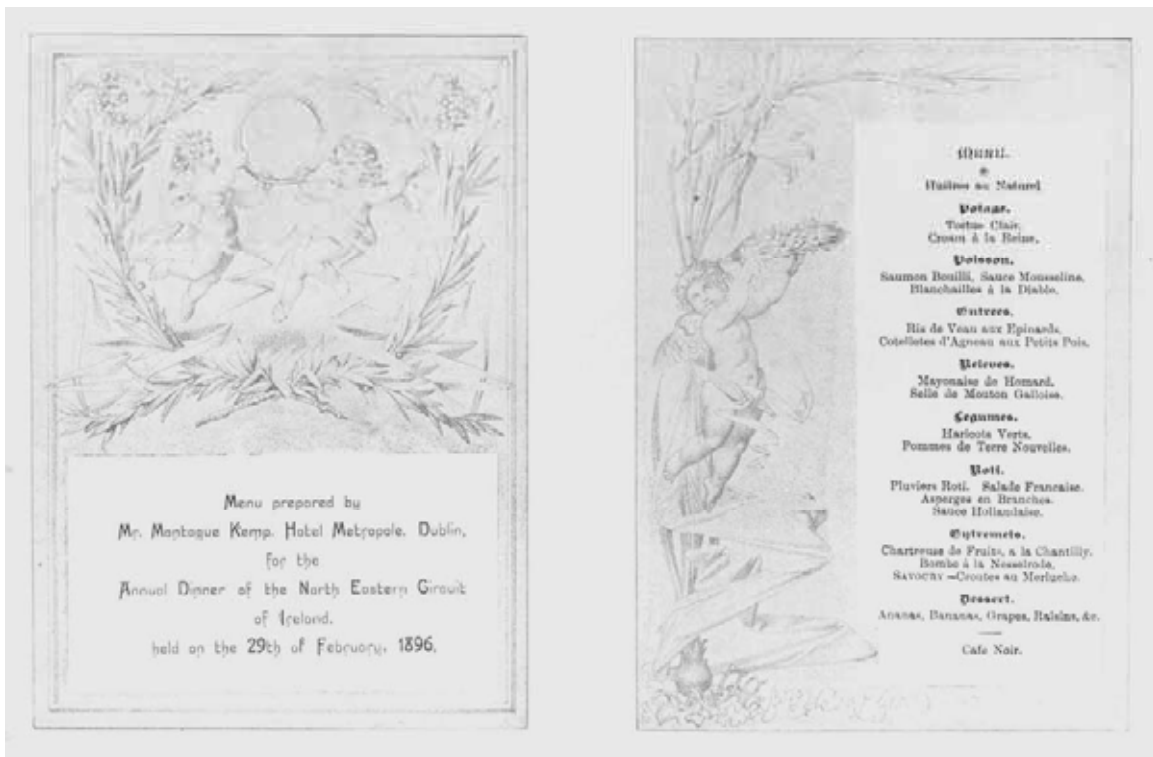 Menu prepared by
Mr. Montague Kemp, Hotel Metropole, Dublin,
for the
Annual Dinner of the North Eastern Circuit
of Ireland,
held on the 29th of February, 1896.
Menu.
Huitres au Naturel
Potage.
Tortue Clair.
Cream à la Reine.
Poisson.
Saumon Bouilli, Sauce Mousseline.
Blanchailles à la Diable.
Entrees.
Ris de Veau aux Epinards.
Cotelletes d'Agneau aux Petits Pois.
Releves.
Mayonaise de Homard.
Selle de Mouton Galloise.
Legumes.
Haricots Verts.
Pommes de Terre Nouvelles.
Roti.
Pluviers Roti. Salade Francaise.
Asperges en Branches.
Sauce Hollandaise.
Entremets.
Chartreuse de Fruits, a la Chantilly.
Bombe à la Nesselrode.
SAVOURY—Croutes au Merluche.
Dessert.
Ananas, Bananas, Grapes, Raisins, &c.
Cafe Noir.